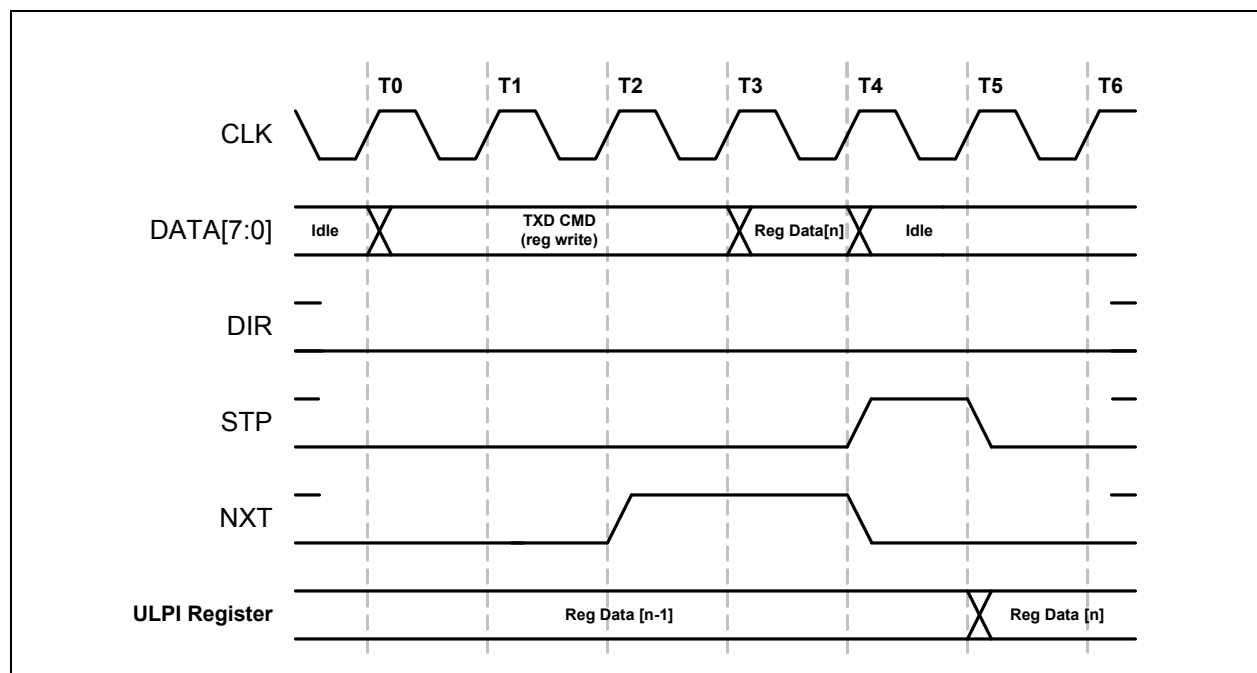 T0 T1 T2 T3 T4 T5 T6
CLK
DATA[7:0]
Idle
TXD CMD
(reg write)
Reg Data[n]
Idle
DIR
STP
NXT
ULPI Register
Reg Data [n-1]
Reg Data [n]